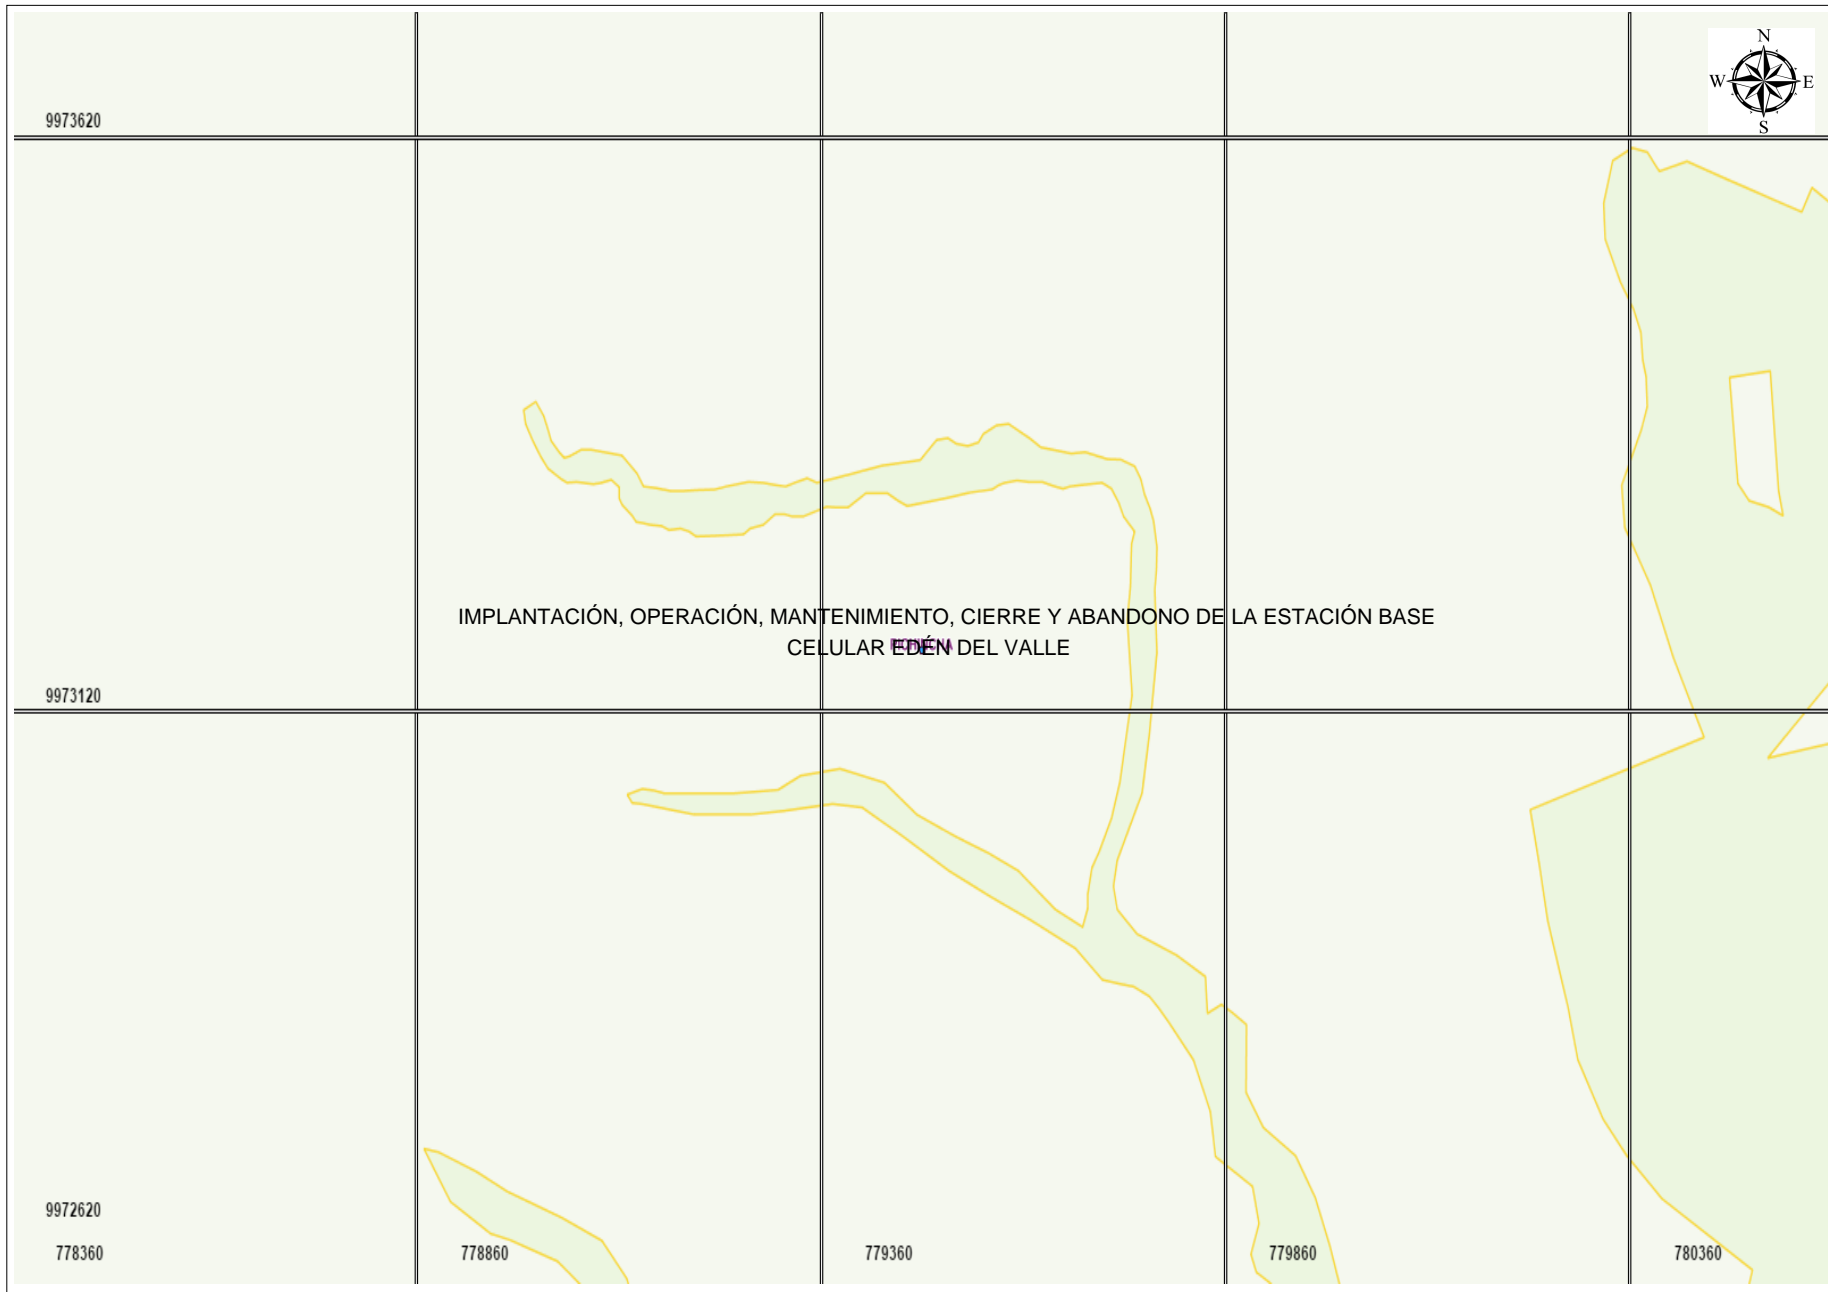 N
W E
S
9973620
IMPLANTACIÓN, OPERACIÓN, MANTENIMIENTO, CIERRE Y ABANDONO DE LA ESTACIÓN BASE
CELULAR EDÉN DEL VALLE
PICHINCHA
9973120
9972620
778360 778860 779360 779860 780360